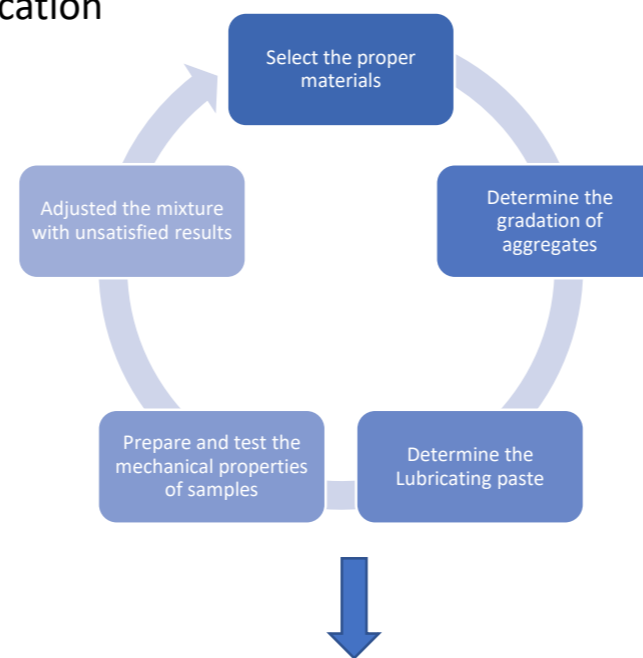 Select the proper
materials
Determine the
gradation of
aggregates
Determine the
Lubricating paste
Prepare and test the
mechanical properties
of samples
Adjusted the mixture
with unsatisfied results